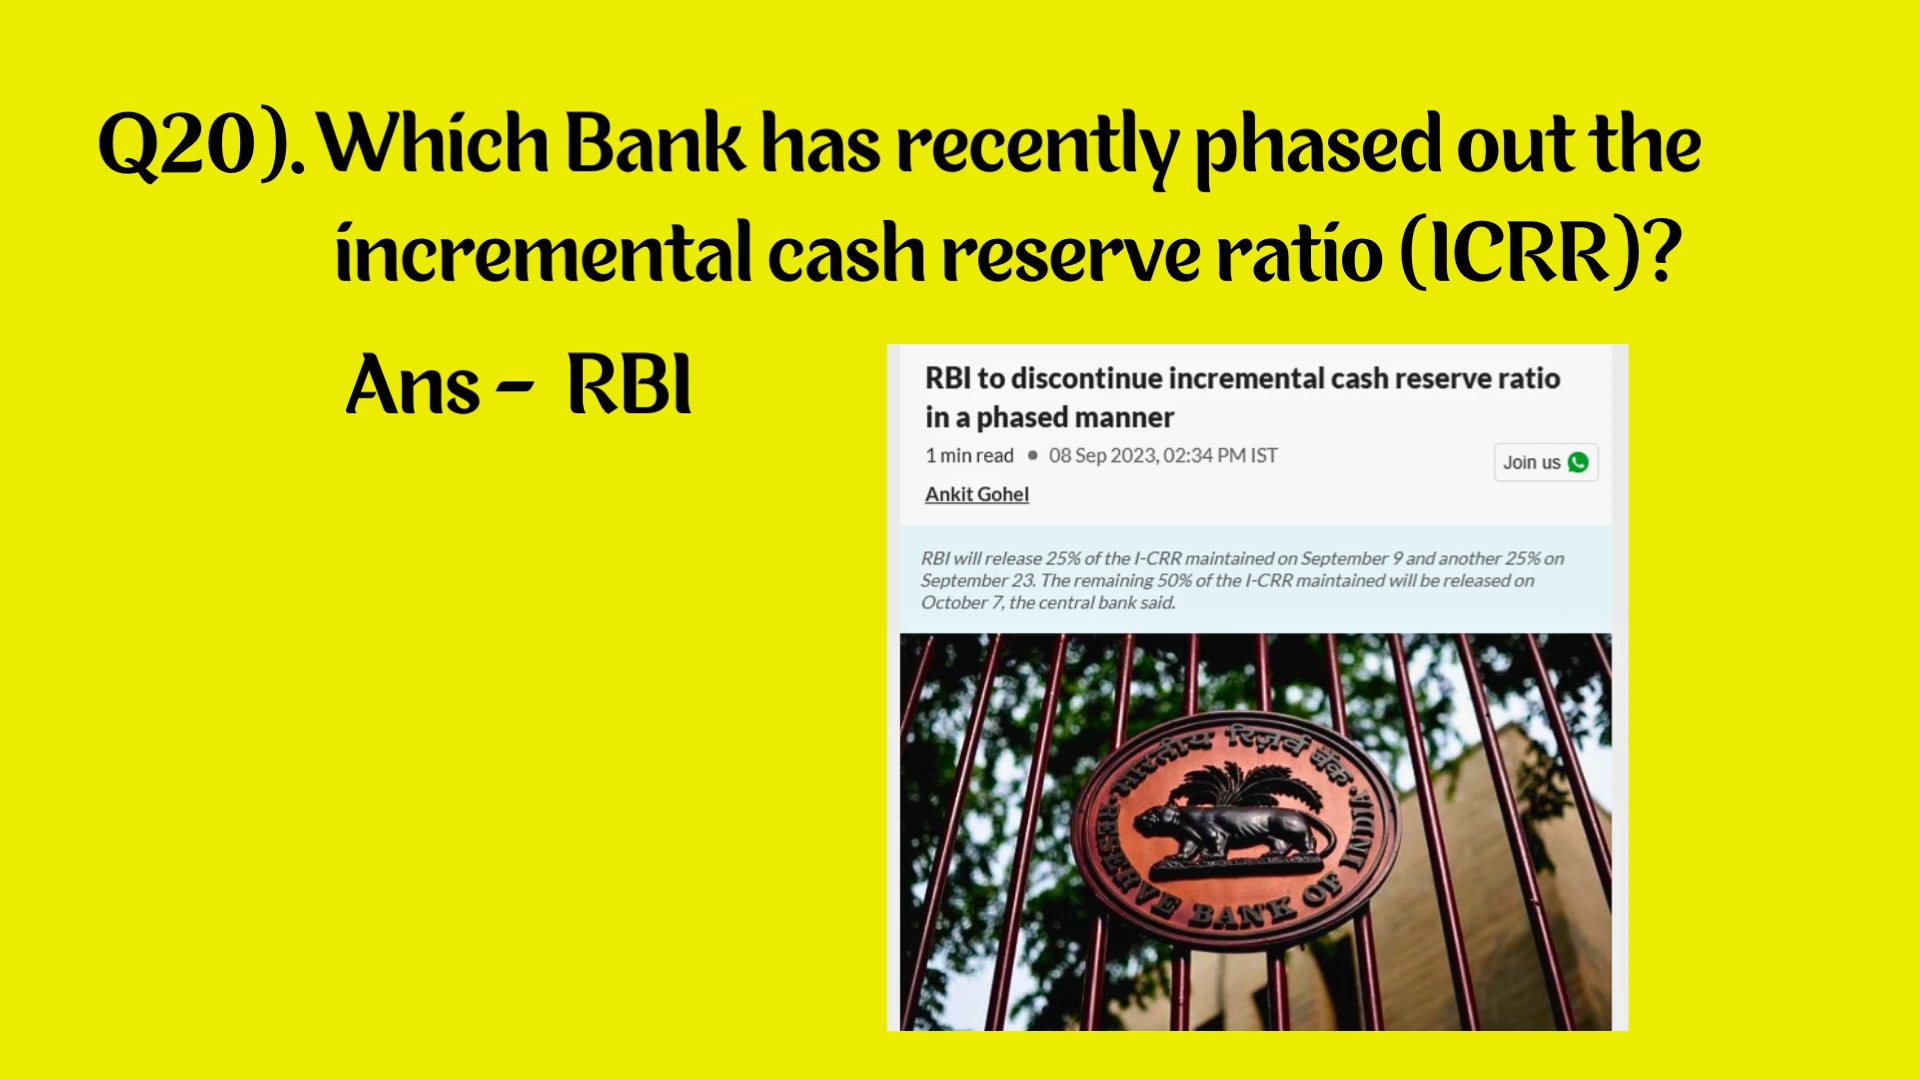 Q20). Which Bank has recently phased out the
incremental cash reserve ratio (ICRR)?
Ans - RBI
RBI to discontinue incremental cash reserve ratio
in a phased manner
1 min read • 08 Sep 2023, 02:34 PM IST
Join us
Ankit Gohel
RBI will release 25% of the I-CRR maintained on September 9 and another 25% on
September 23. The remaining 50% of the I-CRR maintained will be released on
October 7, the central bank said.
भारतीय रिज़र्व बैंक
RESERVE BANK OF INDIA